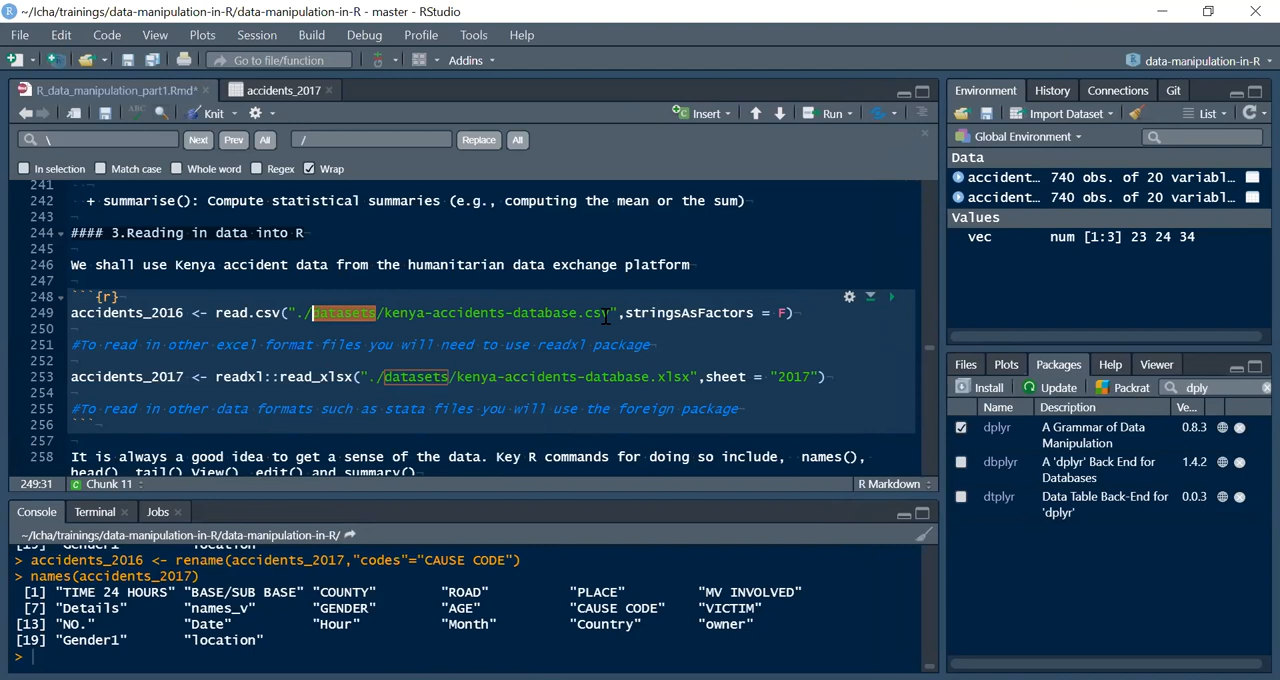 ~/Icha/trainings/data-manipulation-in-R/data-manipulation-in-R - master - RStudio
File Edit Code View Plots Session Build Debug Profile Tools Help
Go to file/function Addins data-manipulation-in-R
R_data_manipulation_part1.Rmd* accidents_2017
Knit Insert Run
\ Next Prev All / Replace All
In selection Match case Whole word Regex Wrap
241
242 + summarise(): Compute statistical summaries (e.g., computing the mean or the sum)
243
244 #### 3.Reading in data into R
245
246 We shall use Kenya accident data from the humanitarian data exchange platform
247
248 ```{r}
249 accidents_2016 <- read.csv("./datasets/kenya-accidents-database.csv",stringsAsFactors = F)
250
251 #To read in other excel format files you will need to use readxl package
252
253 accidents_2017 <- readxl::read_xlsx("./datasets/kenya-accidents-database.xlsx",sheet = "2017")
254
255 #To read in other data formats such as stata files you will use the foreign package
256 ```
257
258 It is always a good idea to get a sense of the data. Key R commands for doing so include, names(),
head(), tail() View(), edit() and summary()
249:31 Chunk 11 R Markdown
Console Terminal Jobs
~/Icha/trainings/data-manipulation-in-R/data-manipulation-in-R/
[19] "Gender1" "location"
> accidents_2016 <- rename(accidents_2017,"codes"="CAUSE CODE")
> names(accidents_2017)
[1] "TIME 24 HOURS" "BASE/SUB BASE" "COUNTY" "ROAD" "PLACE" "MV INVOLVED"
[7] "Details" "names_v" "GENDER" "AGE" "CAUSE CODE" "VICTIM"
[13] "NO." "Date" "Hour" "Month" "Country" "owner"
[19] "Gender1" "location"
>
Environment History Connections Git
Import Dataset List
Global Environment
Data
accident... 740 obs. of 20 variabl...
accident... 740 obs. of 20 variabl...
Values
vec num [1:3] 23 24 34
Files Plots Packages Help Viewer
Install Update Packrat dply
Name Description Ve...
dplyr A Grammar of Data Manipulation 0.8.3
dbplyr A 'dplyr' Back End for Databases 1.4.2
dtplyr Data Table Back-End for 'dplyr' 0.0.3